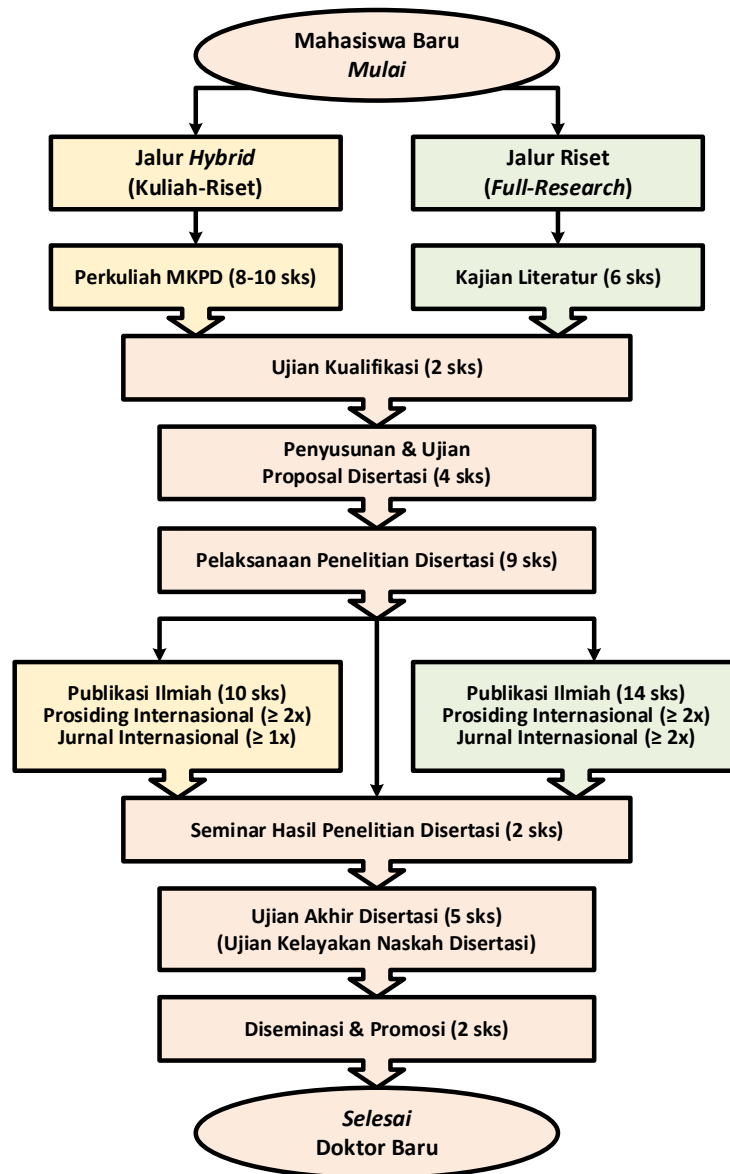 Mahasiswa Baru
Mulai
Jalur Hybrid
(Kuliah-Riset)
Jalur Riset
(Full-Research)
Perkuliah MKPD (8-10 sks)
Kajian Literatur (6 sks)
Ujian Kualifikasi (2 sks)
Penyusunan & Ujian
Proposal Disertasi (4 sks)
Pelaksanaan Penelitian Disertasi (9 sks)
Publikasi Ilmiah (10 sks)
Prosiding Internasional (≥ 2x)
Jurnal Internasional (≥ 1x)
Publikasi Ilmiah (14 sks)
Prosiding Internasional (≥ 2x)
Jurnal Internasional (≥ 2x)
Seminar Hasil Penelitian Disertasi (2 sks)
Ujian Akhir Disertasi (5 sks)
(Ujian Kelayakan Naskah Disertasi)
Diseminasi & Promosi (2 sks)
Selesai
Doktor Baru